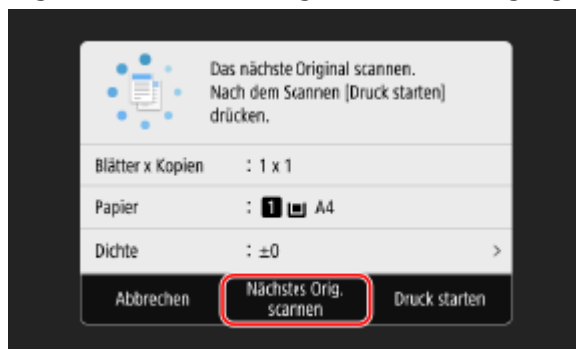 Das nächste Original scannen.
Nach dem Scannen [Druck starten]
drücken.
Blätter x Kopien : 1 x 1
Papier : 1 A4
Dichte : ±0 >
Abbrechen
Nächstes Orig.
scannen
Druck starten